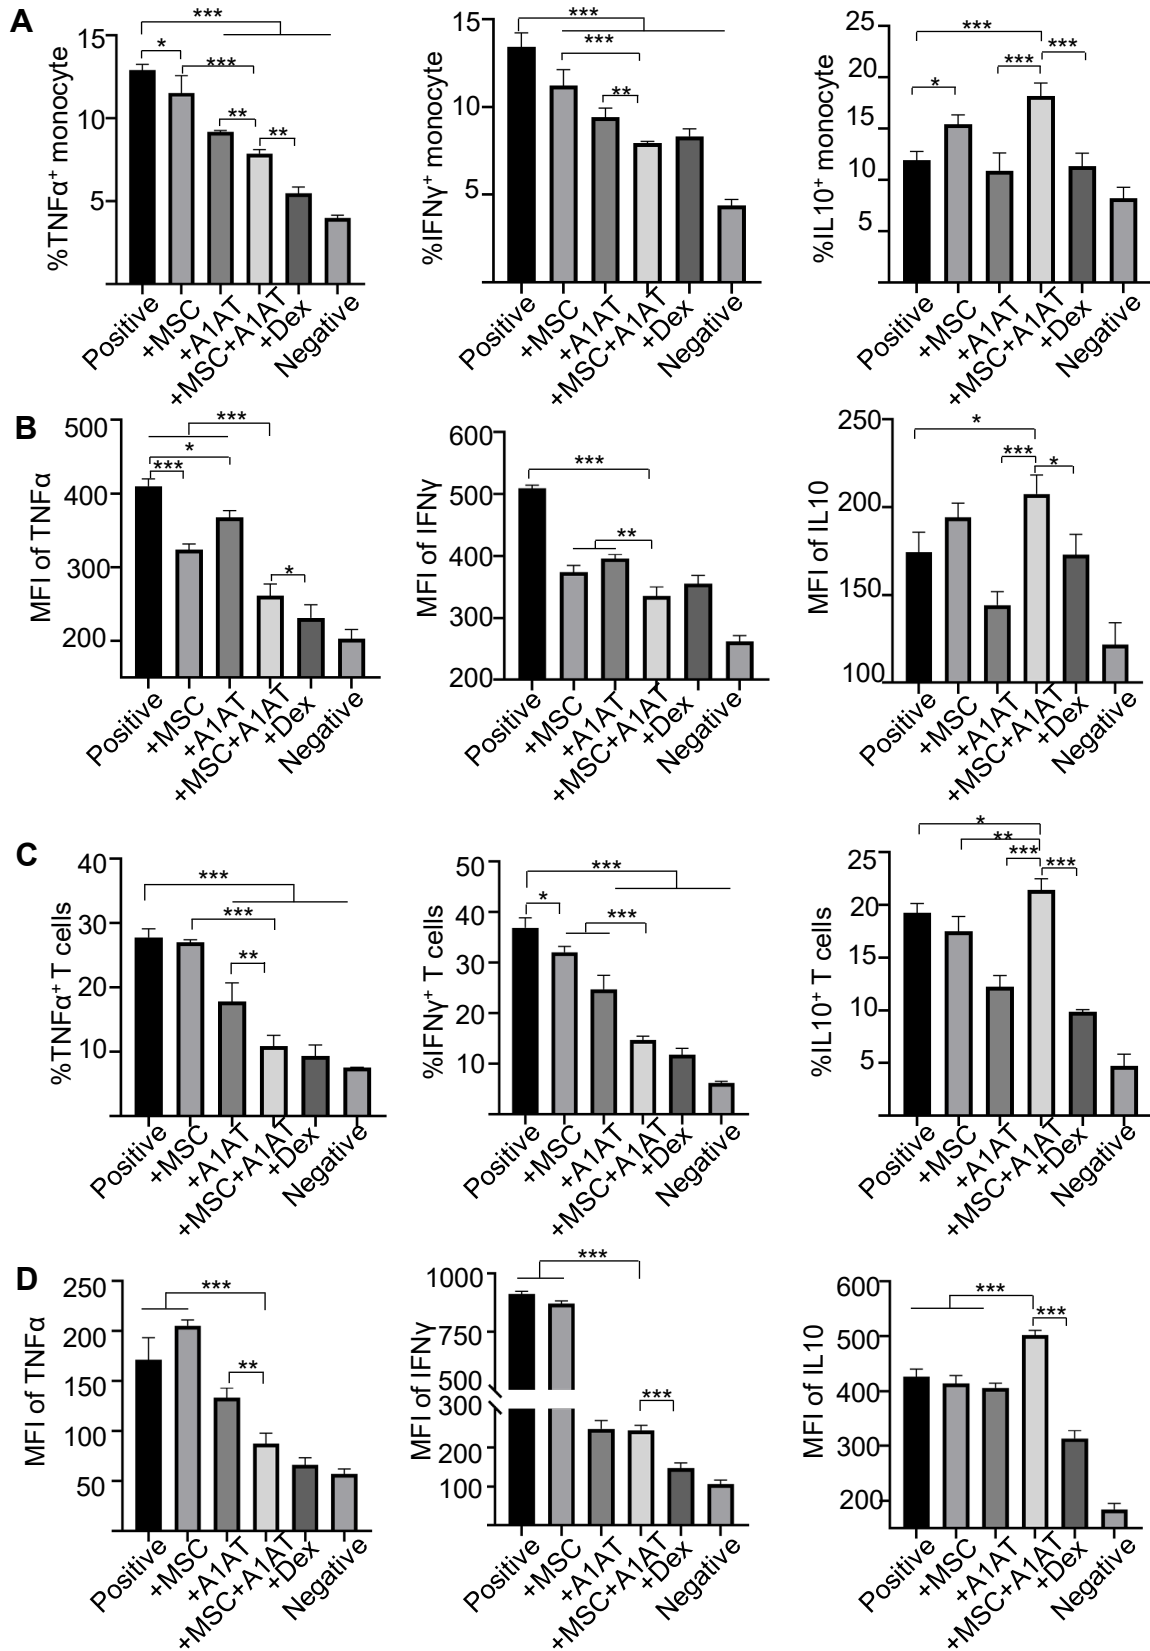 A
%TNFα⁺ monocyte
15
10
5
***
*
***
**
**
Positive
+MSC
+A1AT
+MSC+A1AT
+Dex
Negative
%IFNγ⁺ monocyte
15
10
5
***
***
**
Positive
+MSC
+A1AT
+MSC+A1AT
+Dex
Negative
%IL10⁺ monocyte
25
20
15
10
5
***
*
***
***
Positive
+MSC
+A1AT
+MSC+A1AT
+Dex
Negative
B
MFI of TNFα
500
400
300
200
***
*
***
*
Positive
+MSC
+A1AT
+MSC+A1AT
+Dex
Negative
MFI of IFNγ
600
500
400
300
200
***
**
Positive
+MSC
+A1AT
+MSC+A1AT
+Dex
Negative
MFI of IL10
250
200
150
100
*
***
*
Positive
+MSC
+A1AT
+MSC+A1AT
+Dex
Negative
C
%TNFα⁺ T cells
40
30
20
10
***
***
**
Positive
+MSC
+A1AT
+MSC+A1AT
+Dex
Negative
%IFNγ⁺ T cells
50
40
30
20
10
***
*
***
Positive
+MSC
+A1AT
+MSC+A1AT
+Dex
Negative
%IL10⁺ T cells
25
20
15
10
5
*
**
***
***
Positive
+MSC
+A1AT
+MSC+A1AT
+Dex
Negative
D
MFI of TNFα
250
200
150
100
50
***
**
Positive
+MSC
+A1AT
+MSC+A1AT
+Dex
Negative
MFI of IFNγ
1000
750
500
300
200
100
***
***
Positive
+MSC
+A1AT
+MSC+A1AT
+Dex
Negative
MFI of IL10
600
500
400
300
200
***
***
Positive
+MSC
+A1AT
+MSC+A1AT
+Dex
Negative